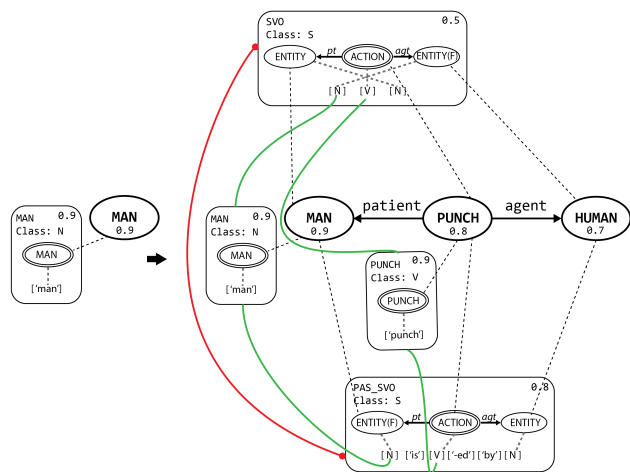 SVO 0.5
Class: S
ENTITY pt ACTION agt ENTITY(F)
[N] [V] [N]
MAN 0.9
Class: N
MAN
['man']
MAN
0.9
MAN 0.9
Class: N
MAN
['man']
MAN
0.9
patient
PUNCH
0.8
agent
HUMAN
0.7
PUNCH 0.9
Class: V
PUNCH
['punch']
PAS_SVO 0.8
Class: S
ENTITY(F) pt ACTION agt ENTITY
[N] ['is'] [V] ['-ed'] ['by'] [N]